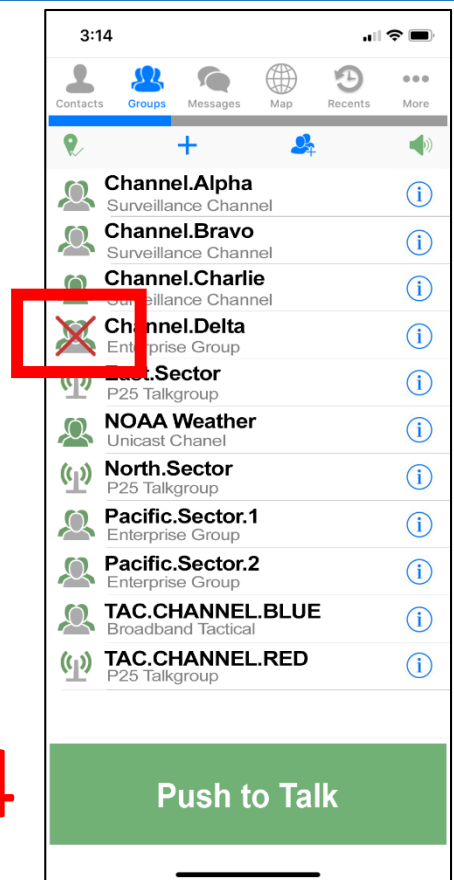 3:14
Contacts Groups Messages Map Recents More
Channel.Alpha
Surveillance Channel
Channel.Bravo
Surveillance Channel
Channel.Charlie
Surveillance Channel
Channel.Delta
Enterprise Group
East.Sector
P25 Talkgroup
NOAA Weather
Unicast Chanel
North.Sector
P25 Talkgroup
Pacific.Sector.1
Enterprise Group
Pacific.Sector.2
Enterprise Group
TAC.CHANNEL.BLUE
Broadband Tactical
TAC.CHANNEL.RED
P25 Talkgroup
4
Push to Talk